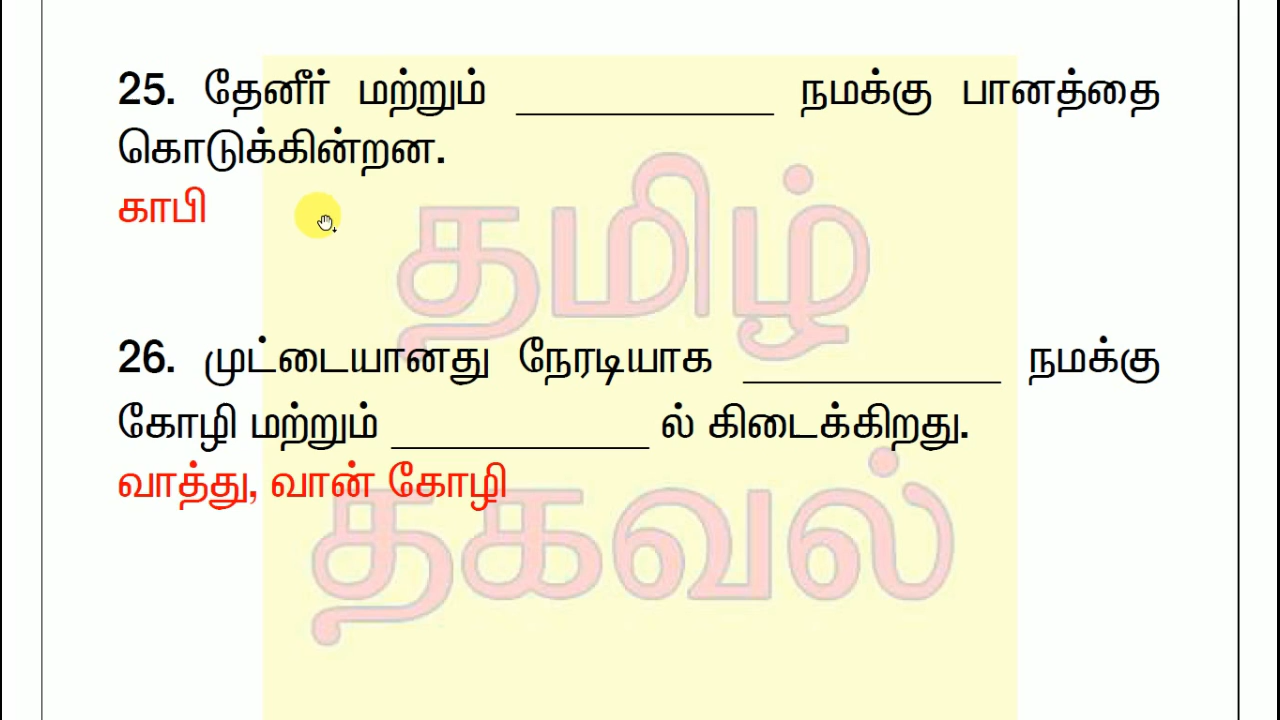 25. தேனீர் மற்றும் ____________ நமக்கு பானத்தை
கொடுக்கின்றன.
காபி
26. முட்டையானது நேரடியாக ____________ நமக்கு
கோழி மற்றும் ____________ ல் கிடைக்கிறது.
வாத்து, வான் கோழி
தமிழ்
தகவல்